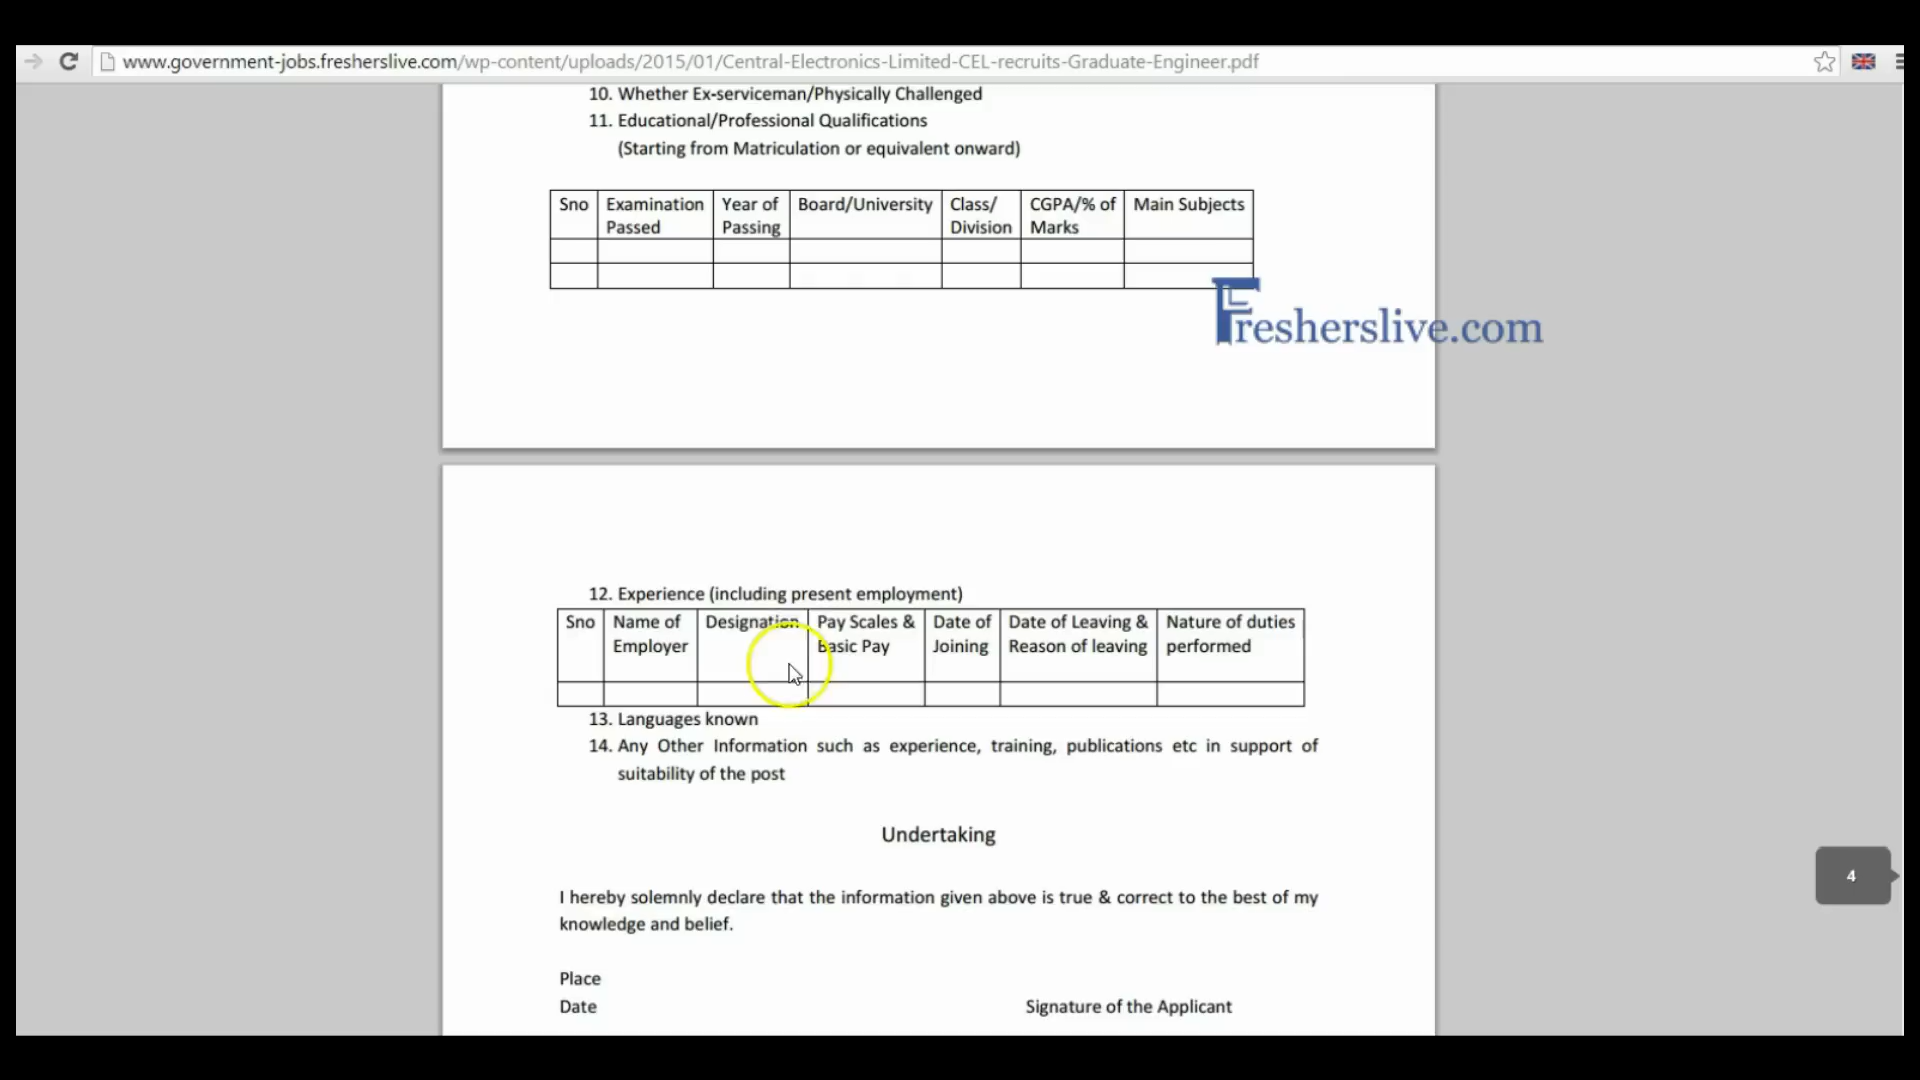 www.government-jobs.fresherslive.com/wp-content/uploads/2015/01/Central-Electronics-Limited-CEL-recruits-Graduate-Engineer.pdf
10. Whether Ex-serviceman/Physically Challenged
11. Educational/Professional Qualifications
(Starting from Matriculation or equivalent onward)
Sno Examination Year of Board/University Class/ CGPA/% of Main Subjects
Passed Passing Division Marks
Fresherslive.com
12. Experience (including present employment)
Sno Name of Designation Pay Scales & Date of Date of Leaving & Nature of duties
Employer Basic Pay Joining Reason of leaving performed
13. Languages known
14. Any Other Information such as experience, training, publications etc in support of
suitability of the post
Undertaking
4
I hereby solemnly declare that the information given above is true & correct to the best of my
knowledge and belief.
Place
Date Signature of the Applicant